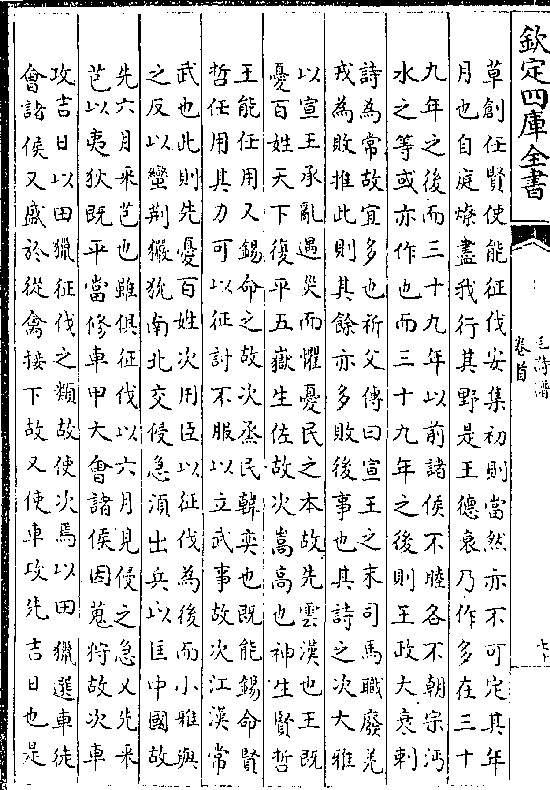 欽定四庫全書
毛詩譜
卷首
草創任賢使能征伐安集初則當然亦不可定其年
月也自庭燎盡我行其野是王德衰乃作多在三十
九年之後而三十九年以前諸侯不睦各不朝宗沔
水之等或亦作也而三十九年之後則王政大衰刺
詩為常故宜多也祈父傳曰宣王之末司馬職廢羌
戎為敗推此則其餘亦多敗後事也其詩之次大雅
以宣王承亂遇災而懼憂民之本故先雲漢也王既
憂百姓天下復平五嶽生佐故次嵩高也神生賢哲
王能任用又錫命之故次烝民韓奕也既能錫命賢
哲任用其力可以征討不服以立武事故次江漢常
武也此則先憂百姓次用臣以征伐為後而小雅與
之反以蠻荆玁狁南北交侵急須出兵以匡中國故
先六月采芑也雖俱征伐以六月見侵之急又先采
芑以夷狄既平當修車甲大會諸侯因蒐狩故次車
攻吉日以田獵征伐之類故使次焉以田獵選車徒
會諸侯又盛於從禽接下故又使車攻先吉日也是